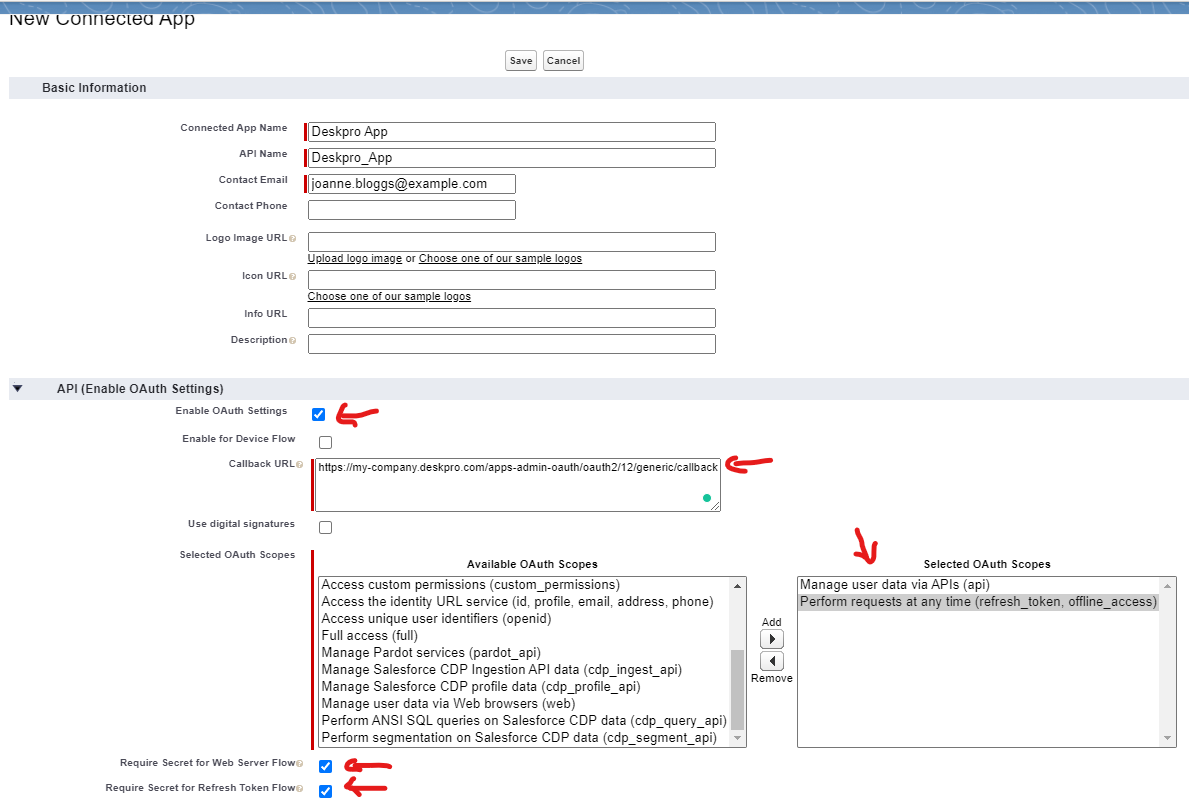 New Connected App
Save Cancel
Basic Information
Connected App Name Deskpro App
API Name Deskpro_App
Contact Email joanne.bloggs@example.com
Contact Phone
Logo Image URL
Upload logo image or Choose one of our sample logos
Icon URL
Choose one of our sample logos
Info URL
Description
API (Enable OAuth Settings)
Enable OAuth Settings
Enable for Device Flow
Callback URL https://my-company.deskpro.com/apps-admin-oauth/oauth2/12/generic/callback
Use digital signatures
Selected OAuth Scopes
Available OAuth Scopes
Access custom permissions (custom_permissions)
Access the identity URL service (id, profile, email, address, phone)
Access unique user identifiers (openid)
Full access (full)
Manage Pardot services (pardot_api)
Manage Salesforce CDP Ingestion API data (cdp_ingest_api)
Manage Salesforce CDP profile data (cdp_profile_api)
Manage user data via Web browsers (web)
Perform ANSI SQL queries on Salesforce CDP data (cdp_query_api)
Perform segmentation on Salesforce CDP data (cdp_segment_api)
Add
Remove
Selected OAuth Scopes
Manage user data via APIs (api)
Perform requests at any time (refresh_token, offline_access)
Require Secret for Web Server Flow
Require Secret for Refresh Token Flow